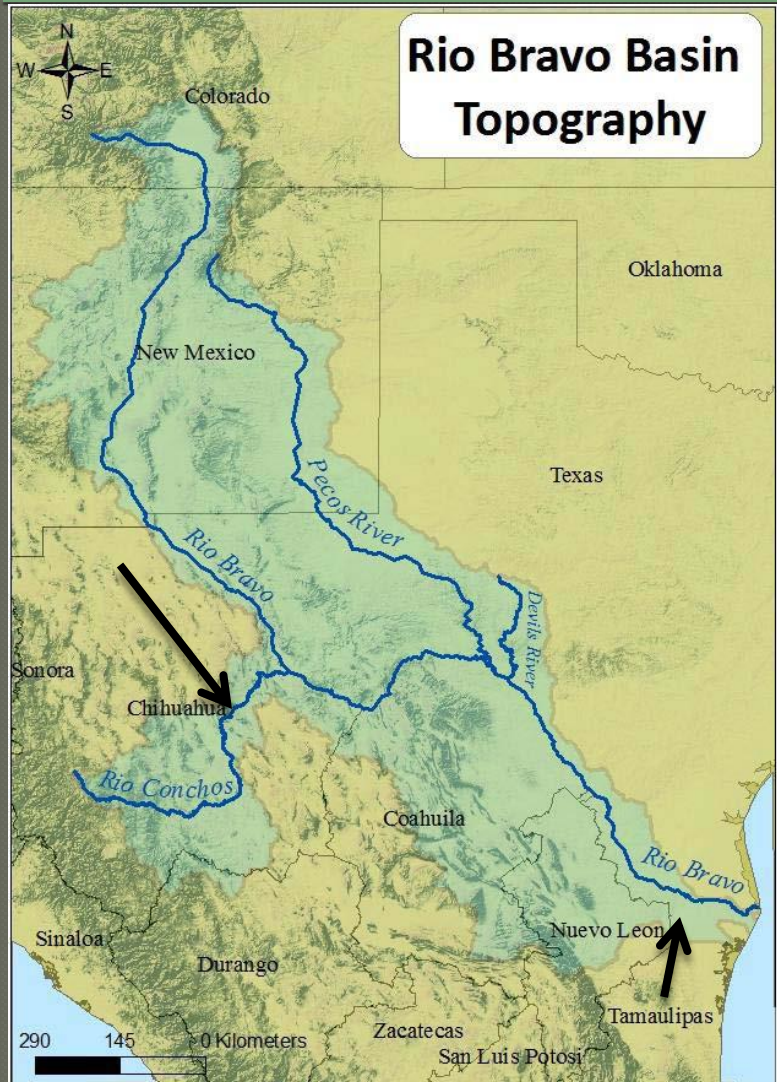 N
W E
S
Rio Bravo Basin
Topography
Colorado
Oklahoma
New Mexico
Texas
Pecos River
Rio Bravo
Devils River
Sonora
Chihuahua
Rio Conchos
Coahuila
Rio Bravo
Nuevo Leon
Sinaloa
Durango
Tamaulipas
Zacatecas
San Luis Potosi
290 145 0 Kilometers